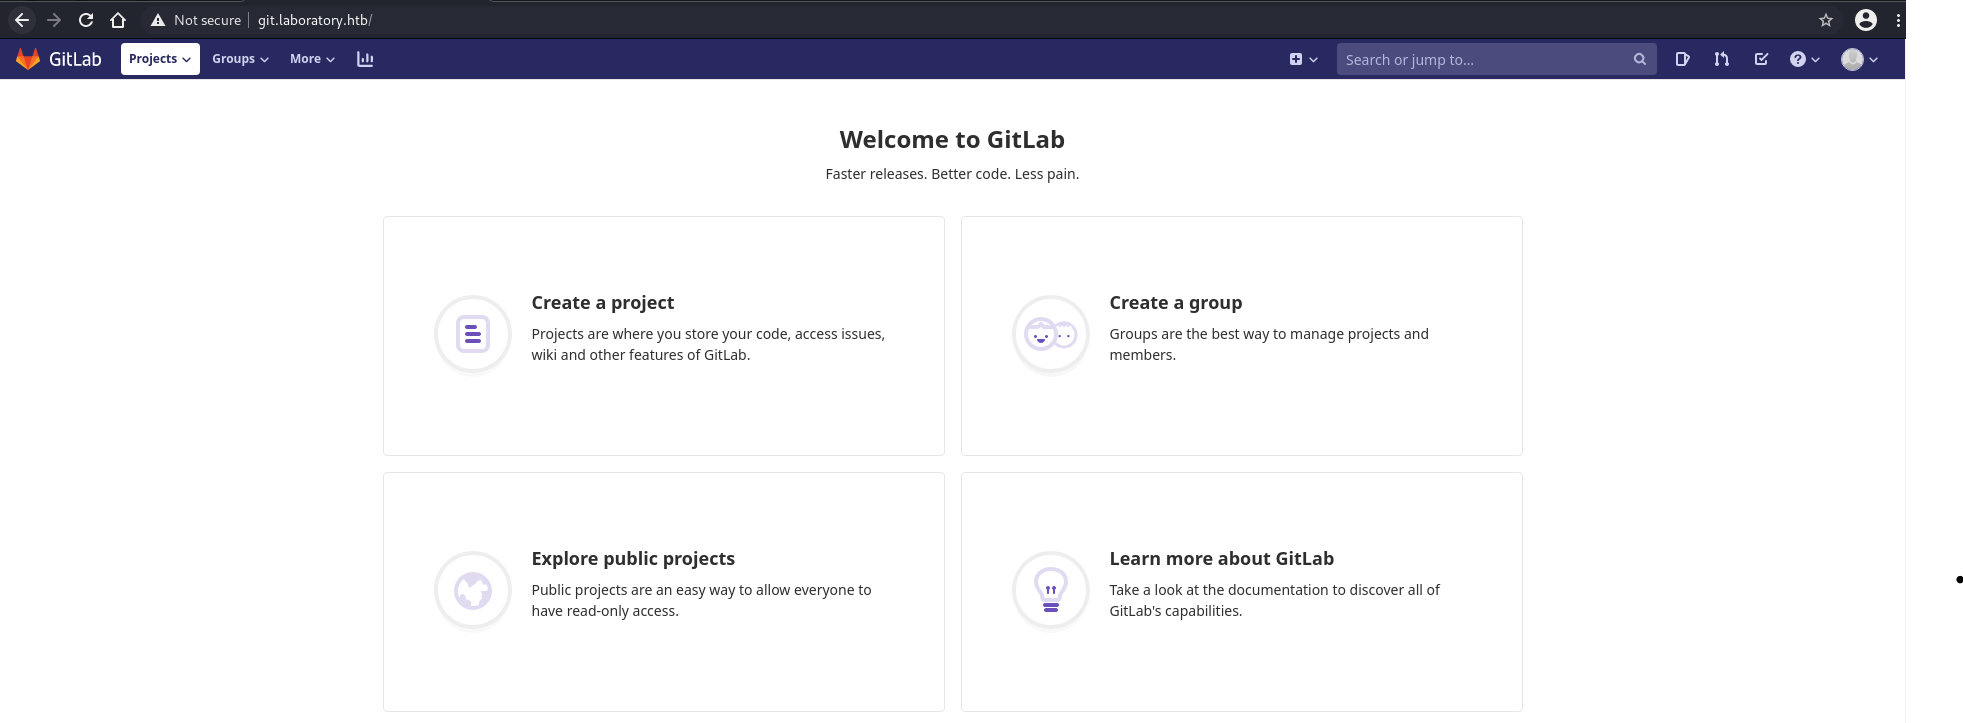 Not secure git.laboratory.htb/
GitLab Projects Groups More Search or jump to...
Welcome to GitLab
Faster releases. Better code. Less pain.
Create a project
Projects are where you store your code, access issues,
wiki and other features of GitLab.
Create a group
Groups are the best way to manage projects and
members.
Explore public projects
Public projects are an easy way to allow everyone to
have read-only access.
Learn more about GitLab
Take a look at the documentation to discover all of
GitLab's capabilities.